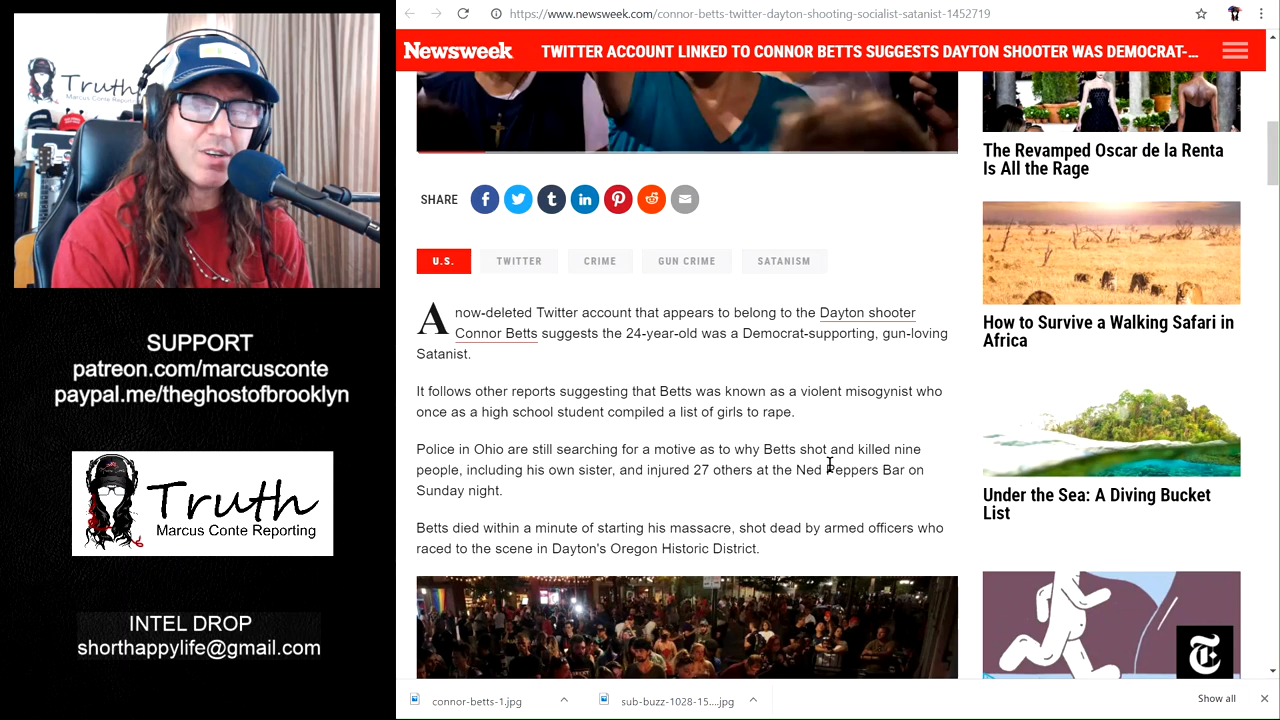 Truth
Marcus Conte Reporting
SUPPORT
patreon.com/marcusconte
paypal.me/theghostofbrooklyn
Truth
Marcus Conte Reporting
INTEL DROP
shorthappylife@gmail.com
https://www.newsweek.com/connor-betts-twitter-dayton-shooting-socialist-satanist-1452719
Newsweek
TWITTER ACCOUNT LINKED TO CONNOR BETTS SUGGESTS DAYTON SHOOTER WAS DEMOCRAT-...
SHARE
U.S.
TWITTER
CRIME
GUN CRIME
SATANISM
A now-deleted Twitter account that appears to belong to the Dayton shooter
Connor Betts suggests the 24-year-old was a Democrat-supporting, gun-loving
Satanist.
It follows other reports suggesting that Betts was known as a violent misogynist who
once as a high school student compiled a list of girls to rape.
Police in Ohio are still searching for a motive as to why Betts shot and killed nine
people, including his own sister, and injured 27 others at the Ned Peppers Bar on
Sunday night.
Betts died within a minute of starting his massacre, shot dead by armed officers who
raced to the scene in Dayton's Oregon Historic District.
The Revamped Oscar de la Renta
Is All the Rage
How to Survive a Walking Safari in
Africa
Under the Sea: A Diving Bucket
List
T
connor-betts-1.jpg
sub-buzz-1028-15....jpg
Show all